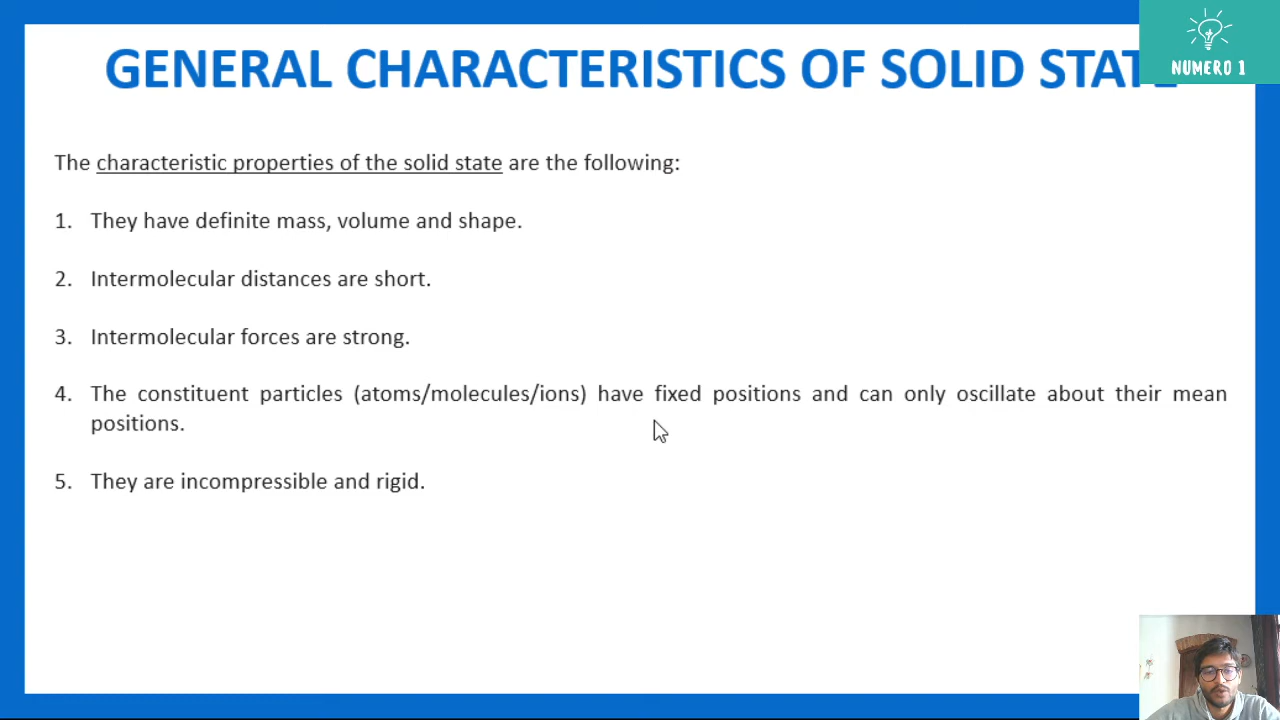 GENERAL CHARACTERISTICS OF SOLID STATE
NUMERO 1
The characteristic properties of the solid state are the following:
1. They have definite mass, volume and shape.
2. Intermolecular distances are short.
3. Intermolecular forces are strong.
4. The constituent particles (atoms/molecules/ions) have fixed positions and can only oscillate about their mean
positions.
5. They are incompressible and rigid.